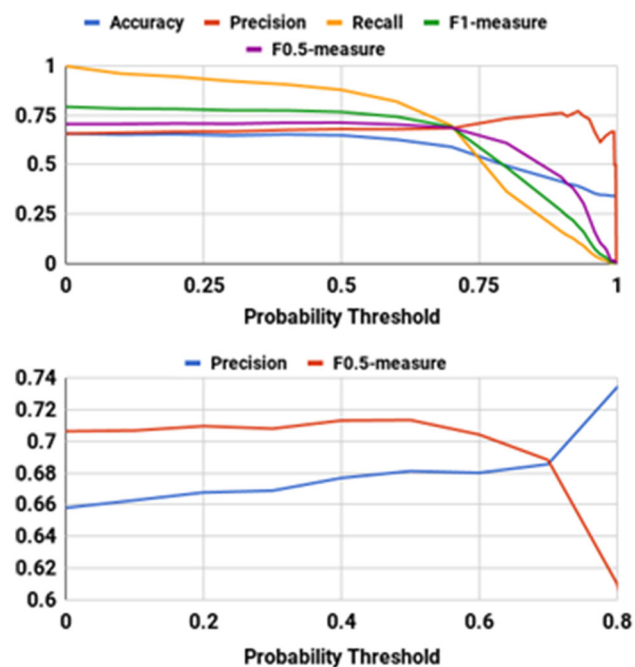 Accuracy Precision Recall F1-measure
F0.5-measure
1
0.75
0.5
0.25
0
0 0.25 0.5 0.75 1
Probability Threshold
Precision F0.5-measure
0.74
0.72
0.7
0.68
0.66
0.64
0.62
0.6
0 0.2 0.4 0.6 0.8
Probability Threshold